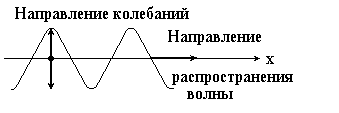 Направление колебаний
Направление
x
распространения
волны